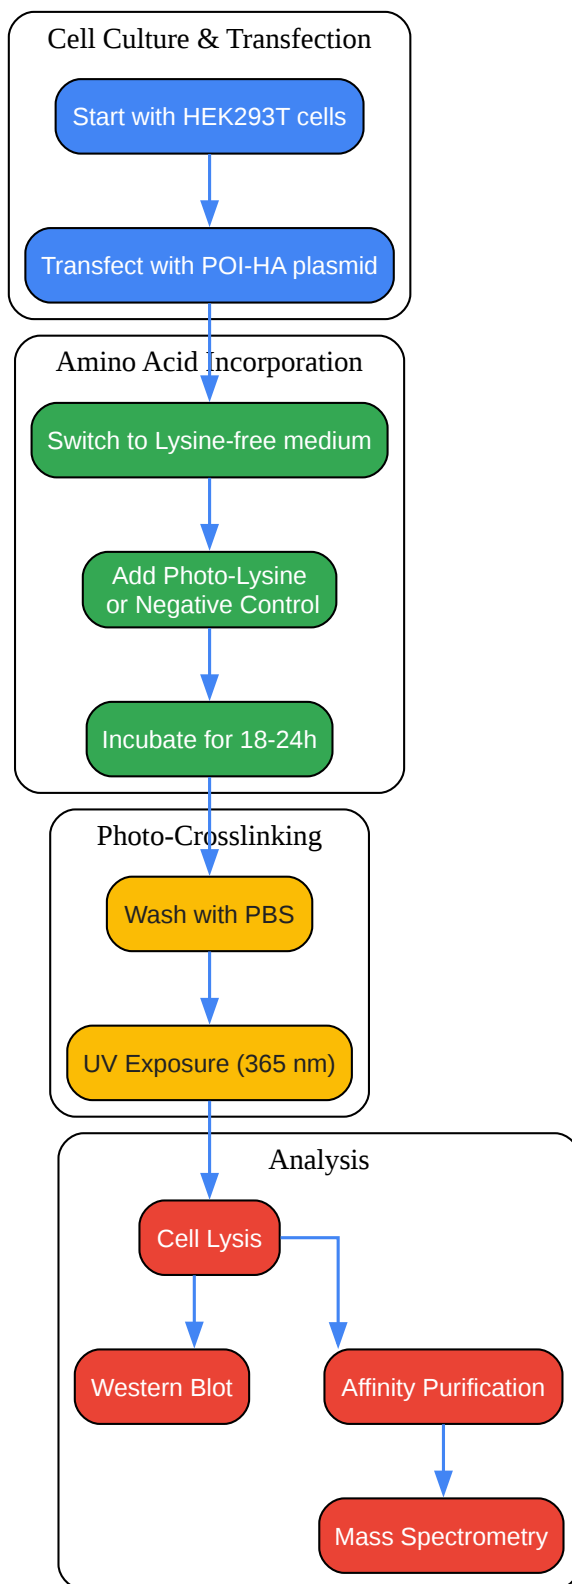 Cell Culture & Transfection
Start with HEK293T cells
Transfect with POI-HA plasmid
Amino Acid Incorporation
Switch to Lysine-free medium
Add Photo-Lysine
or Negative Control
Incubate for 18-24h
Photo-Crosslinking
Wash with PBS
UV Exposure (365 nm)
Analysis
Cell Lysis
Western Blot
Affinity Purification
Mass Spectrometry